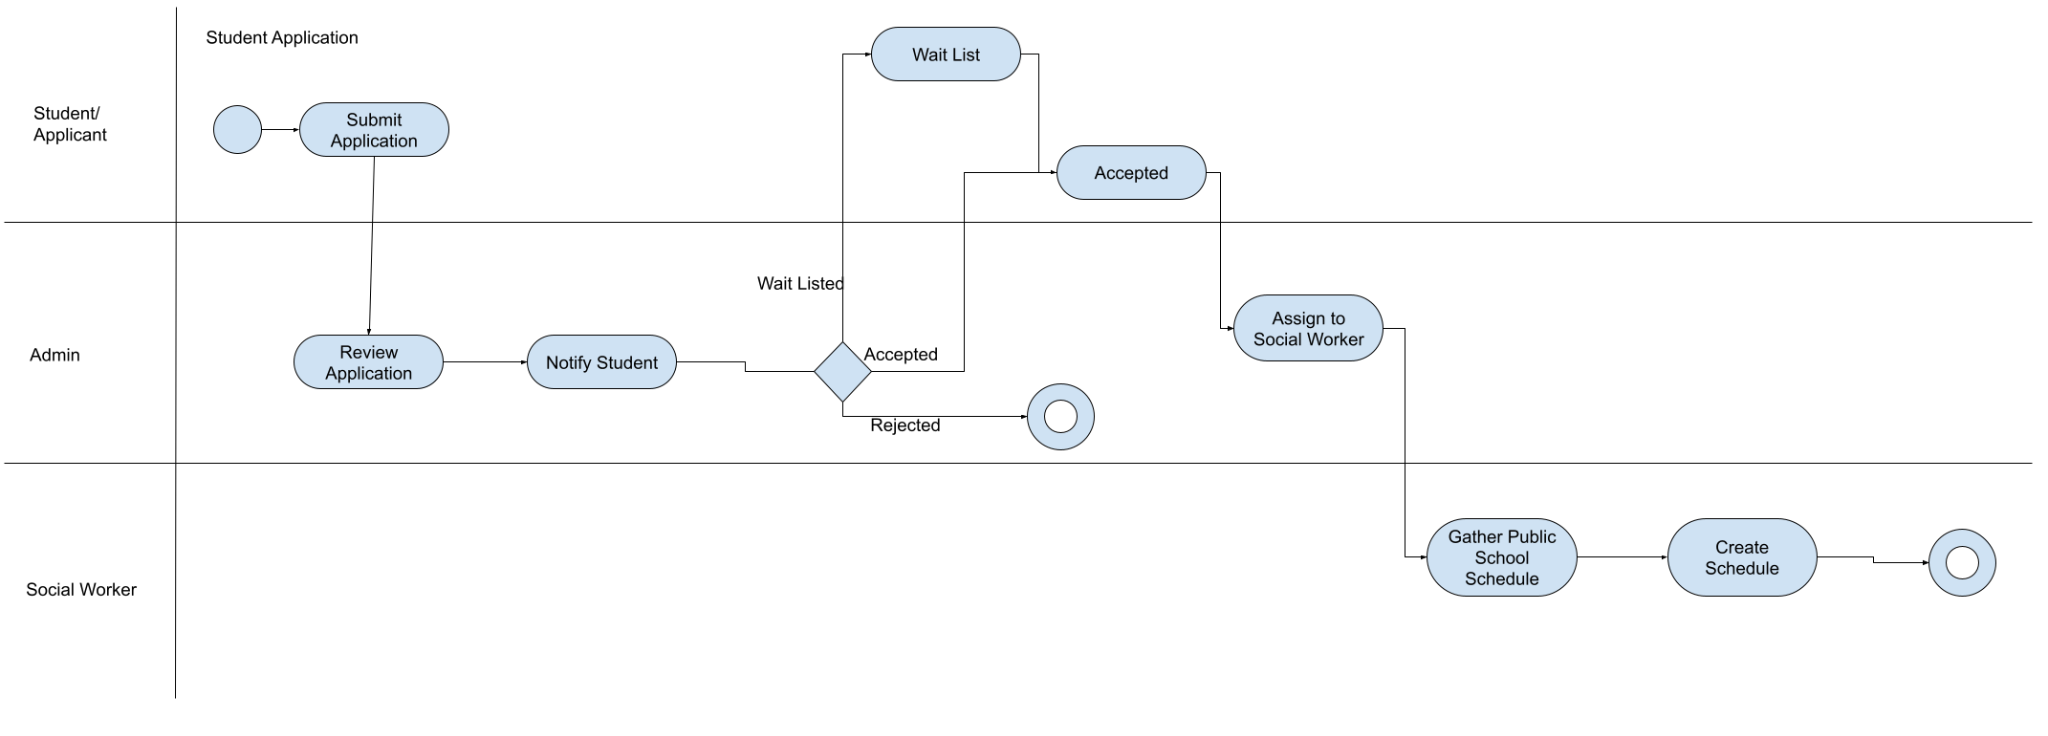 Student Application
Wait List
Student/
Applicant
Submit
Application
Accepted
Wait Listed
Admin
Review
Application
Notify Student
Accepted
Rejected
Assign to
Social Worker
Social Worker
Gather Public
School
Schedule
Create
Schedule